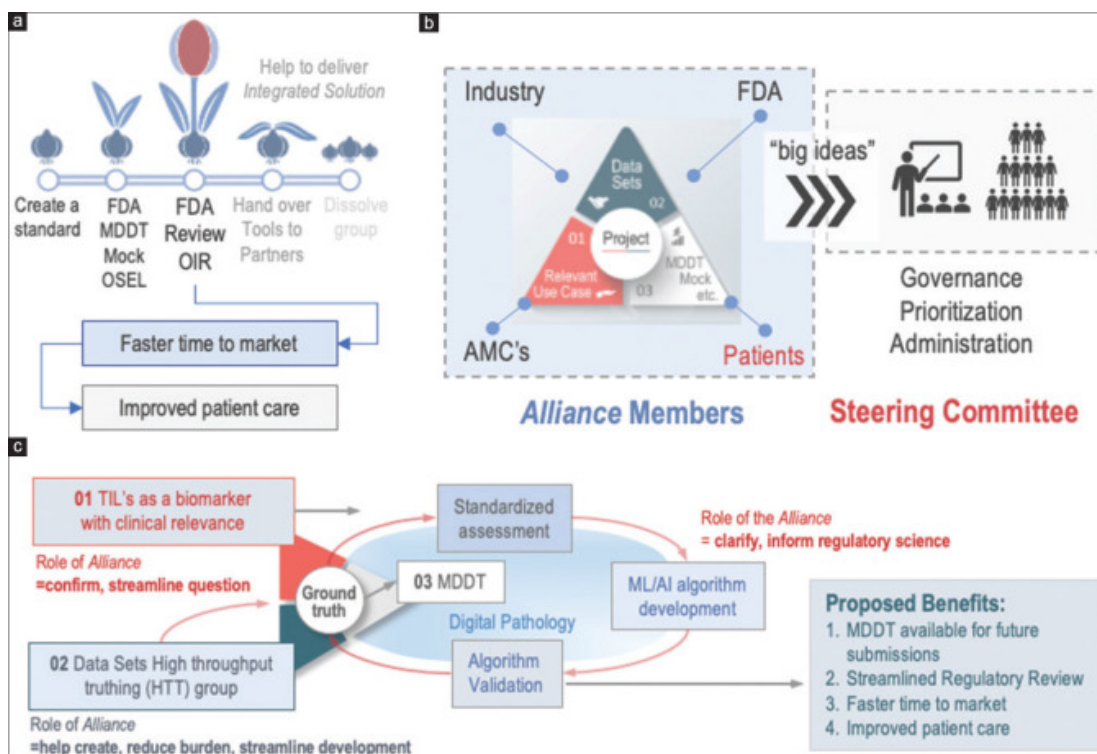 a
Help to deliver
Integrated Solution
Create a
standard
FDA
MDDT
Mock
OSEL
FDA
Review
OIR
Hand over
Tools to
Partners
Dissolve
group
Faster time to market
Improved patient care
b
Industry
FDA
Data
Sets
02
01
Project
Relevant
Use Case
03
MDDT
Mock
etc.
AMC's
Patients
Alliance Members
"big ideas"
Governance
Prioritization
Administration
Steering Committee
c
01 TIL's as a biomarker
with clinical relevance
Role of Alliance
=confirm, streamline question
02 Data Sets High throughput
truthing (HTT) group
Role of Alliance
=help create, reduce burden, streamline development
Ground
truth
03 MDDT
Digital Pathology
Standardized
assessment
Role of the Alliance
= clarify, inform regulatory science
ML/AI algorithm
development
Algorithm
Validation
Proposed Benefits:
1. MDDT available for future
submissions
2. Streamlined Regulatory Review
3. Faster time to market
4. Improved patient care